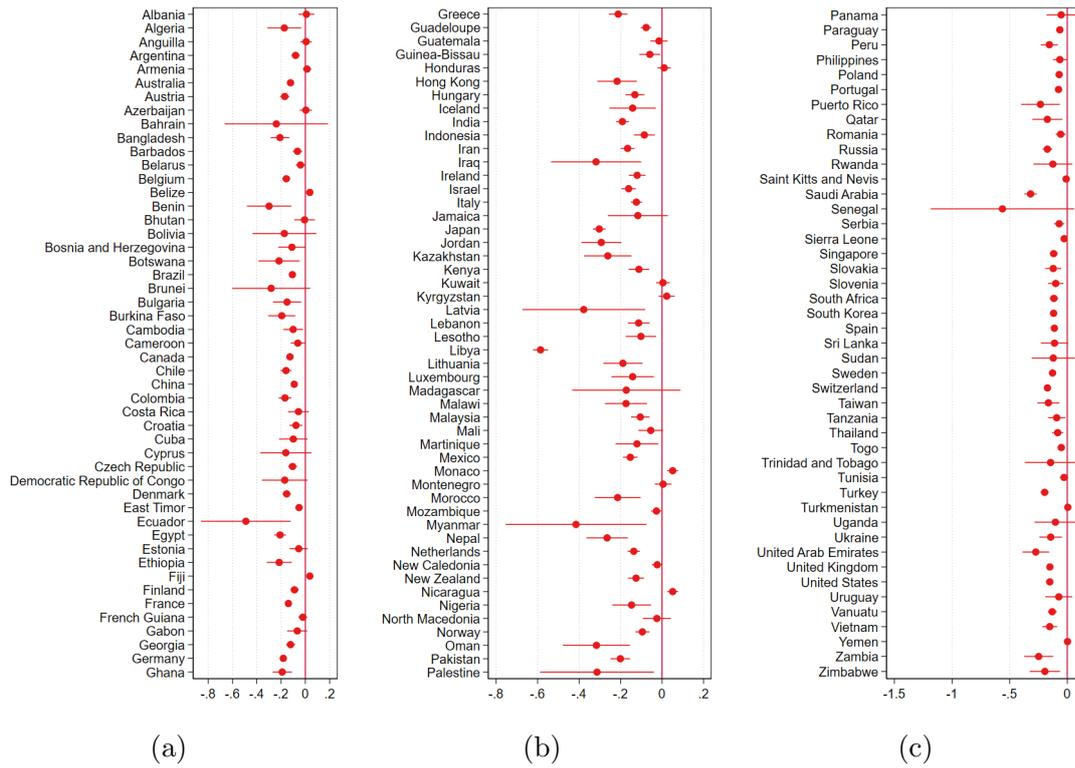 Albania
Algeria
Anguilla
Argentina
Armenia
Australia
Austria
Azerbaijan
Bahrain
Bangladesh
Barbados
Belarus
Belgium
Belize
Benin
Bhutan
Bolivia
Bosnia and Herzegovina
Botswana
Brazil
Brunei
Bulgaria
Burkina Faso
Cambodia
Cameroon
Canada
Chile
China
Colombia
Costa Rica
Croatia
Cuba
Cyprus
Czech Republic
Democratic Republic of Congo
Denmark
East Timor
Ecuador
Egypt
Estonia
Ethiopia
Fiji
Finland
France
French Guiana
Gabon
Georgia
Germany
Ghana
-.8 -.6 -.4 -.2 0 .2
(a)
Greece
Guadeloupe
Guatemala
Guinea-Bissau
Honduras
Hong Kong
Hungary
Iceland
India
Indonesia
Iran
Iraq
Ireland
Israel
Italy
Jamaica
Japan
Jordan
Kazakhstan
Kenya
Kuwait
Kyrgyzstan
Latvia
Lebanon
Lesotho
Libya
Lithuania
Luxembourg
Madagascar
Malawi
Malaysia
Mali
Martinique
Mexico
Monaco
Montenegro
Morocco
Mozambique
Myanmar
Nepal
Netherlands
New Caledonia
New Zealand
Nicaragua
Nigeria
North Macedonia
Norway
Oman
Pakistan
Palestine
-.8 -.6 -.4 -.2 0 .2
(b)
Panama
Paraguay
Peru
Philippines
Poland
Portugal
Puerto Rico
Qatar
Romania
Russia
Rwanda
Saint Kitts and Nevis
Saudi Arabia
Senegal
Serbia
Sierra Leone
Singapore
Slovakia
Slovenia
South Africa
South Korea
Spain
Sri Lanka
Sudan
Sweden
Switzerland
Taiwan
Tanzania
Thailand
Togo
Trinidad and Tobago
Tunisia
Turkey
Turkmenistan
Uganda
Ukraine
United Arab Emirates
United Kingdom
United States
Uruguay
Vanuatu
Vietnam
Yemen
Zambia
Zimbabwe
-1.5 -1 -.5 0
(c)